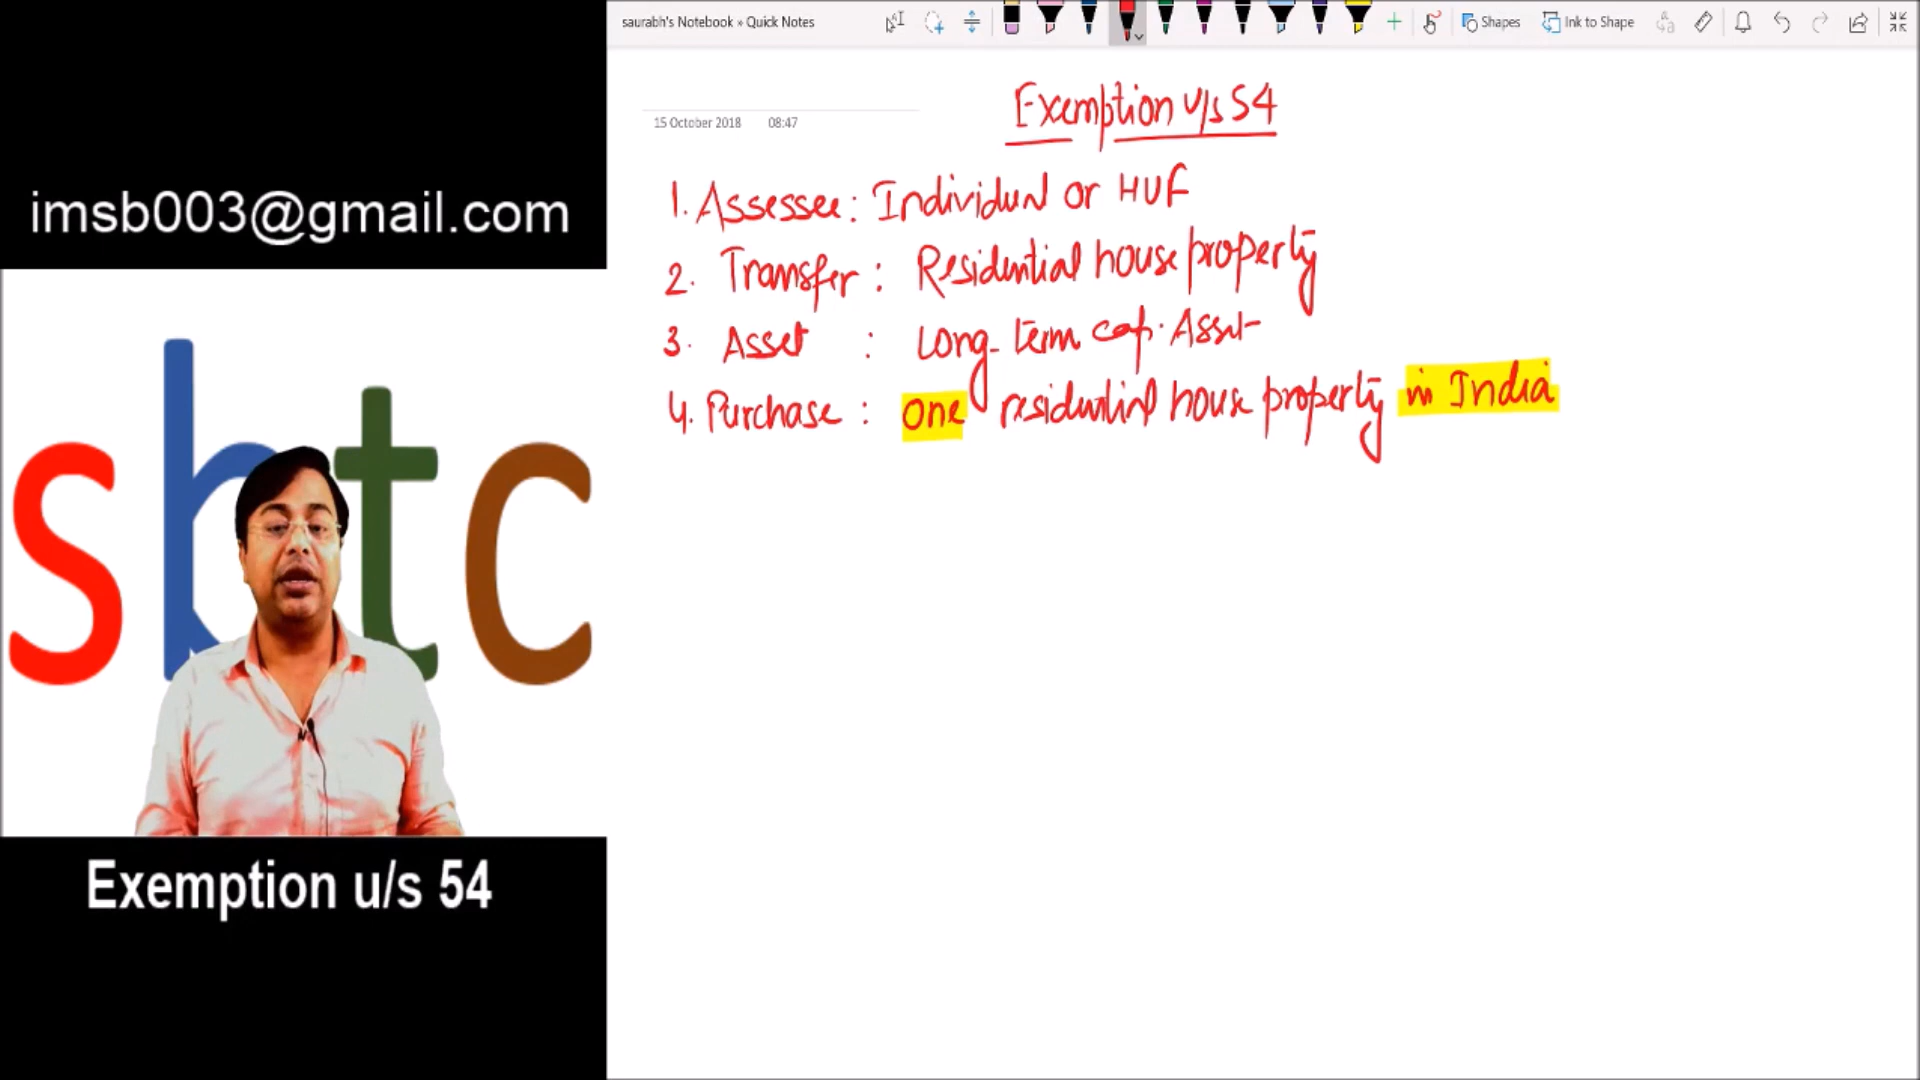 saurabh's Notebook » Quick Notes
Shapes
Ink to Shape
imsb003@gmail.com
sbtc
Exemption u/s 54
15 October 2018 08:47
Exemption u/s 54
1. Assessee: Individual or HUF
2. Transfer: Residential house property
3. Asset : Long-term cap. Asset
4. Purchase: one residential house property in India